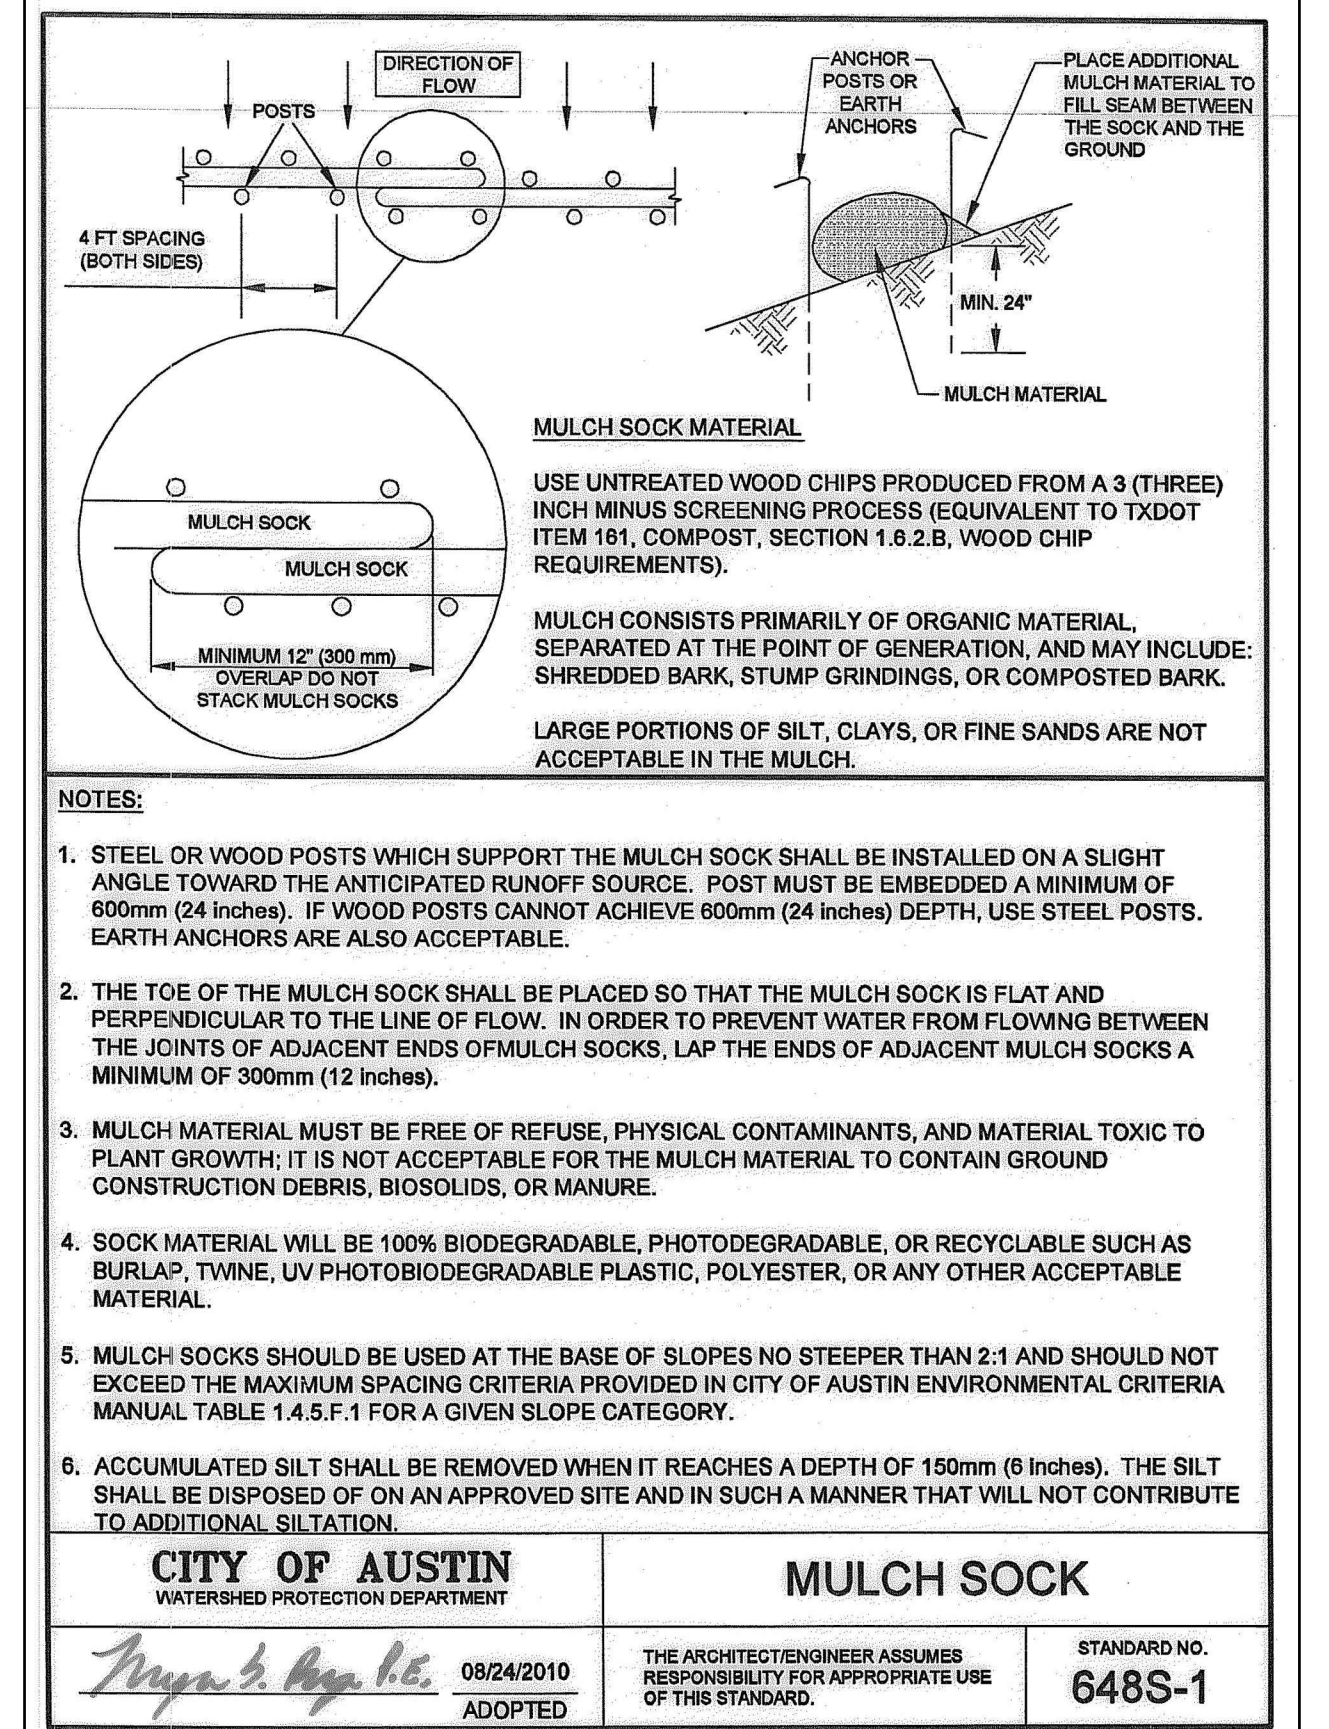 DIRECTION OF
FLOW
POSTS
4 FT SPACING
(BOTH SIDES)
ANCHOR
POSTS OR
EARTH
ANCHORS
PLACE ADDITIONAL
MULCH MATERIAL TO
FILL SEAM BETWEEN
THE SOCK AND THE
GROUND
MIN. 24"
MULCH MATERIAL
MULCH SOCK
MULCH SOCK
MINIMUM 12" (300 mm)
OVERLAP DO NOT
STACK MULCH SOCKS
MULCH SOCK MATERIAL
USE UNTREATED WOOD CHIPS PRODUCED FROM A 3 (THREE)
INCH MINUS SCREENING PROCESS (EQUIVALENT TO TXDOT
ITEM 161, COMPOST, SECTION 1.6.2.B, WOOD CHIP
REQUIREMENTS).
MULCH CONSISTS PRIMARILY OF ORGANIC MATERIAL,
SEPARATED AT THE POINT OF GENERATION, AND MAY INCLUDE:
SHREDDED BARK, STUMP GRINDINGS, OR COMPOSTED BARK.
LARGE PORTIONS OF SILT, CLAYS, OR FINE SANDS ARE NOT
ACCEPTABLE IN THE MULCH.
NOTES:
1. STEEL OR WOOD POSTS WHICH SUPPORT THE MULCH SOCK SHALL BE INSTALLED ON A SLIGHT
ANGLE TOWARD THE ANTICIPATED RUNOFF SOURCE. POST MUST BE EMBEDDED A MINIMUM OF
600mm (24 inches). IF WOOD POSTS CANNOT ACHIEVE 600mm (24 inches) DEPTH, USE STEEL POSTS.
EARTH ANCHORS ARE ALSO ACCEPTABLE.
2. THE TOE OF THE MULCH SOCK SHALL BE PLACED SO THAT THE MULCH SOCK IS FLAT AND
PERPENDICULAR TO THE LINE OF FLOW. IN ORDER TO PREVENT WATER FROM FLOWING BETWEEN
THE JOINTS OF ADJACENT ENDS OFMULCH SOCKS, LAP THE ENDS OF ADJACENT MULCH SOCKS A
MINIMUM OF 300mm (12 inches).
3. MULCH MATERIAL MUST BE FREE OF REFUSE, PHYSICAL CONTAMINANTS, AND MATERIAL TOXIC TO
PLANT GROWTH; IT IS NOT ACCEPTABLE FOR THE MULCH MATERIAL TO CONTAIN GROUND
CONSTRUCTION DEBRIS, BIOSOLIDS, OR MANURE.
4. SOCK MATERIAL WILL BE 100% BIODEGRADABLE, PHOTODEGRADABLE, OR RECYCLABLE SUCH AS
BURLAP, TWINE, UV PHOTOBIODEGRADABLE PLASTIC, POLYESTER, OR ANY OTHER ACCEPTABLE
MATERIAL.
5. MULCH SOCKS SHOULD BE USED AT THE BASE OF SLOPES NO STEEPER THAN 2:1 AND SHOULD NOT
EXCEED THE MAXIMUM SPACING CRITERIA PROVIDED IN CITY OF AUSTIN ENVIRONMENTAL CRITERIA
MANUAL TABLE 1.4.5.F.1 FOR A GIVEN SLOPE CATEGORY.
6. ACCUMULATED SILT SHALL BE REMOVED WHEN IT REACHES A DEPTH OF 150mm (6 inches). THE SILT
SHALL BE DISPOSED OF ON AN APPROVED SITE AND IN SUCH A MANNER THAT WILL NOT CONTRIBUTE
TO ADDITIONAL SILTATION.
CITY OF AUSTIN
WATERSHED PROTECTION DEPARTMENT
MULCH SOCK
P.E.
08/24/2010
ADOPTED
THE ARCHITECT/ENGINEER ASSUMES
RESPONSIBILITY FOR APPROPRIATE USE
OF THIS STANDARD.
STANDARD NO.
648S-1